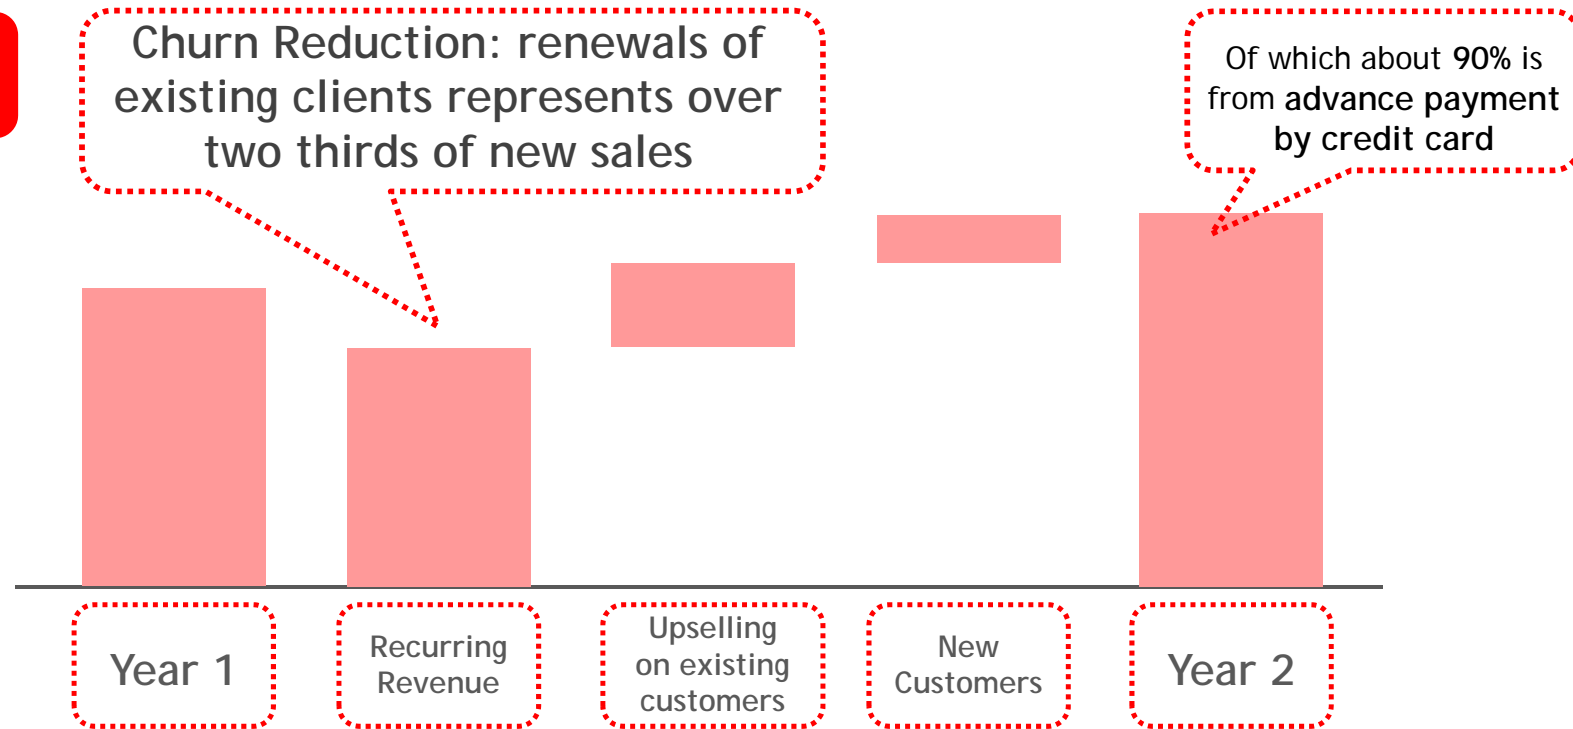 Churn Reduction: renewals of
existing clients represents over
two thirds of new sales
Of which about 90% is
from advance payment
by credit card
Year 1
Recurring
Revenue
Upselling
on existing
customers
New
Customers
Year 2